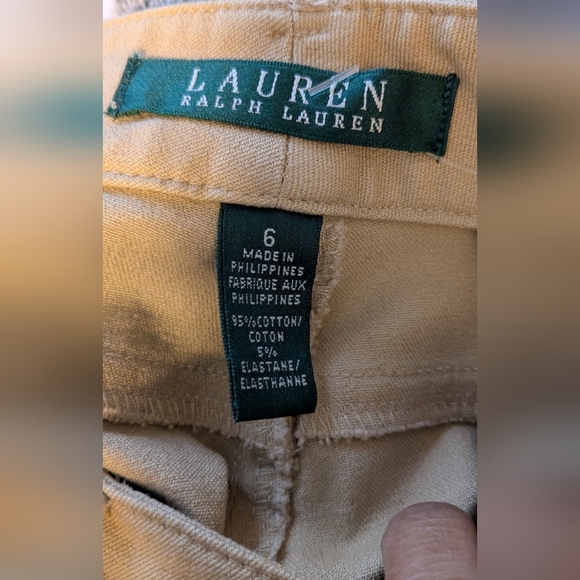 LAUREN
RALPH LAUREN
6
MADE IN
PHILIPPINES
FABRIQUE AUX
PHILIPPINES
95%COTTON/
COTON
5%
ELASTANE/
ELASTHANNE